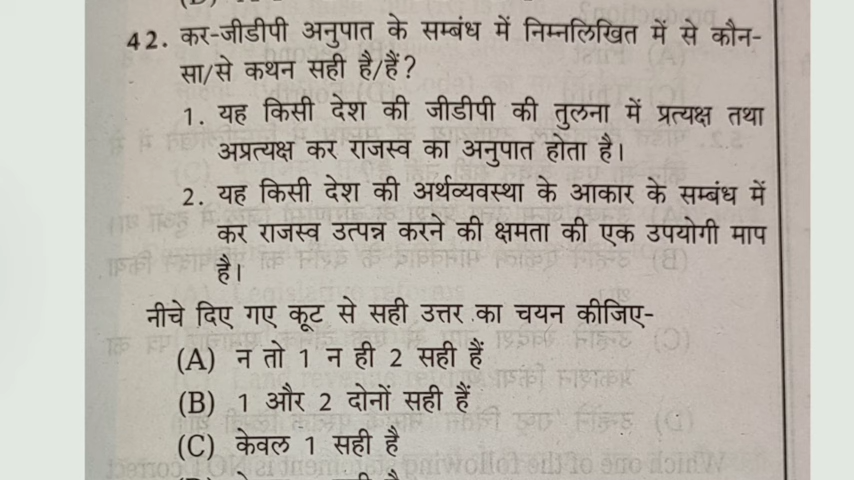 42. कर-जीडीपी अनुपात के सम्बंध में निम्नलिखित में से कौन-
सा/से कथन सही है/हैं?
1. यह किसी देश की जीडीपी की तुलना में प्रत्यक्ष तथा
अप्रत्यक्ष कर राजस्व का अनुपात होता है।
2. यह किसी देश की अर्थव्यवस्था के आकार के सम्बंध में
कर राजस्व उत्पन्न करने की क्षमता की एक उपयोगी माप
है।
नीचे दिए गए कूट से सही उत्तर का चयन कीजिए-
(A) न तो 1 न ही 2 सही हैं
(B) 1 और 2 दोनों सही हैं
(C) केवल 1 सही है